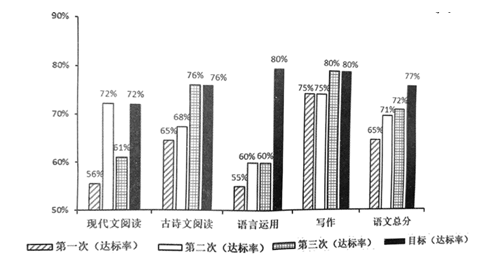 90%
80%
70%
60%
50%
56%
72%
61%
72%
65%
68%
76%
76%
55%
60%
60%
80%
75%
75%
80%
80%
65%
71%
72%
77%
现代文阅读
古诗文阅读
语言运用
写作
语文总分
第一次（达标率）
第二次（达标率）
第三次（达标率）
目标（达标率）